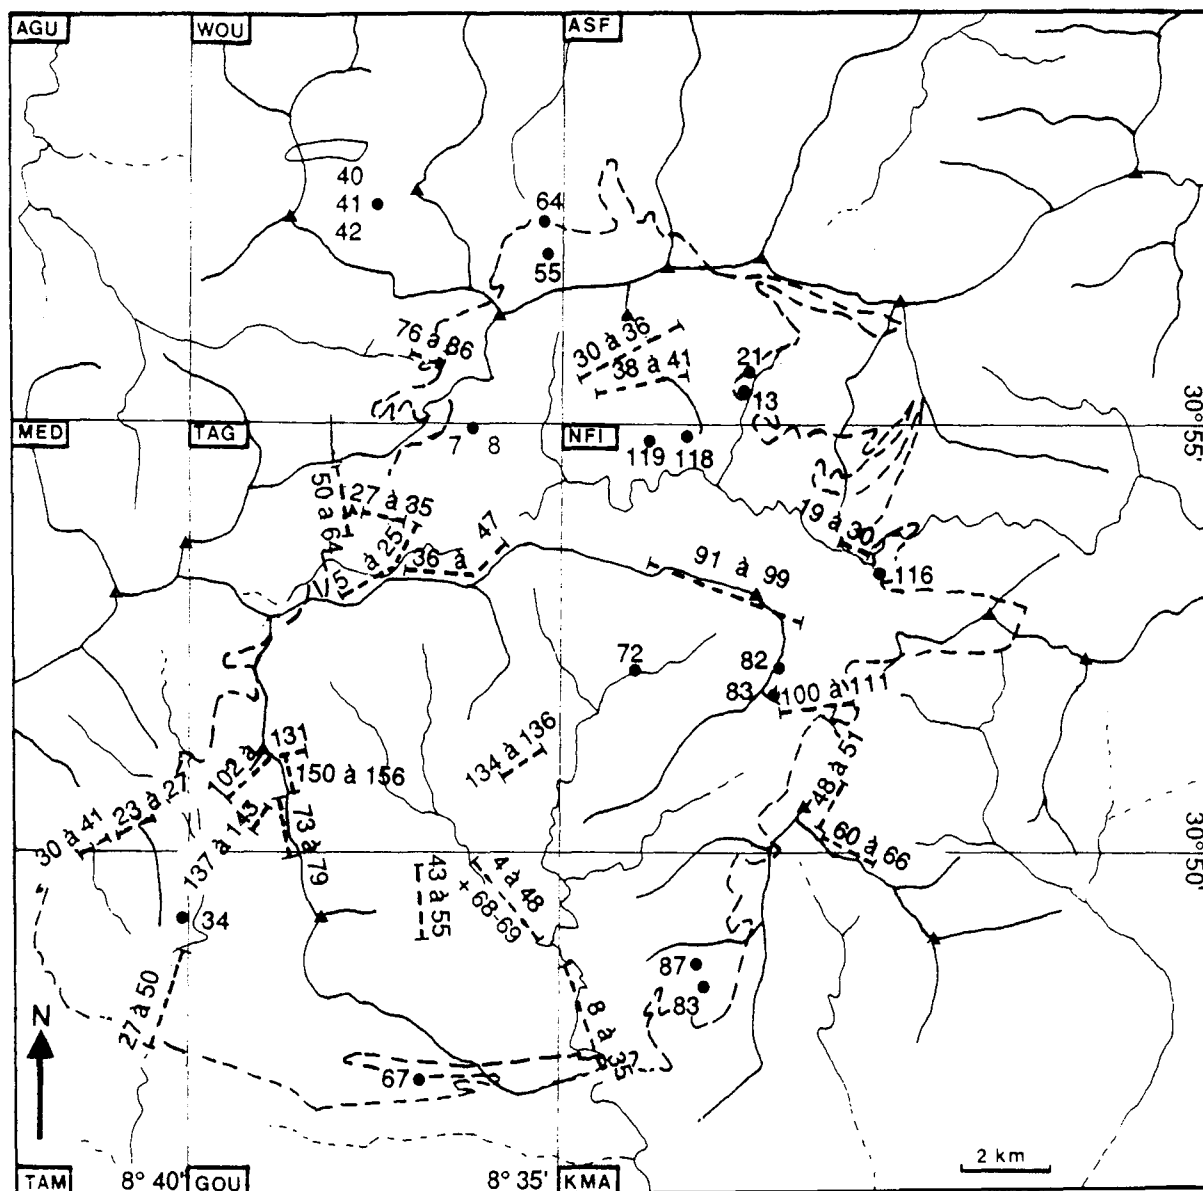 AGU
WOU
ASF
40
41
42
64
55
76 à 86
30 à 36
38 à 41
21
13
30°55'
MED
TAG
NFI
7
8
119
118
50 à 64
27 à 35
à 25
36 à
47
19 à 30
91 à 99
116
72
82
83
100 à 111
134 à 136
131
102 à
150 à 156
48 à 51
30 à 41
23 à 27
137 à 143
73 à 79
60 à 66
30°50'
43 à 55
4 à 48
+ 68-69
34
87
83
27 à 50
8 à 35
N
67
2 km
TAM
8° 40'
GOU
8° 35'
KMA